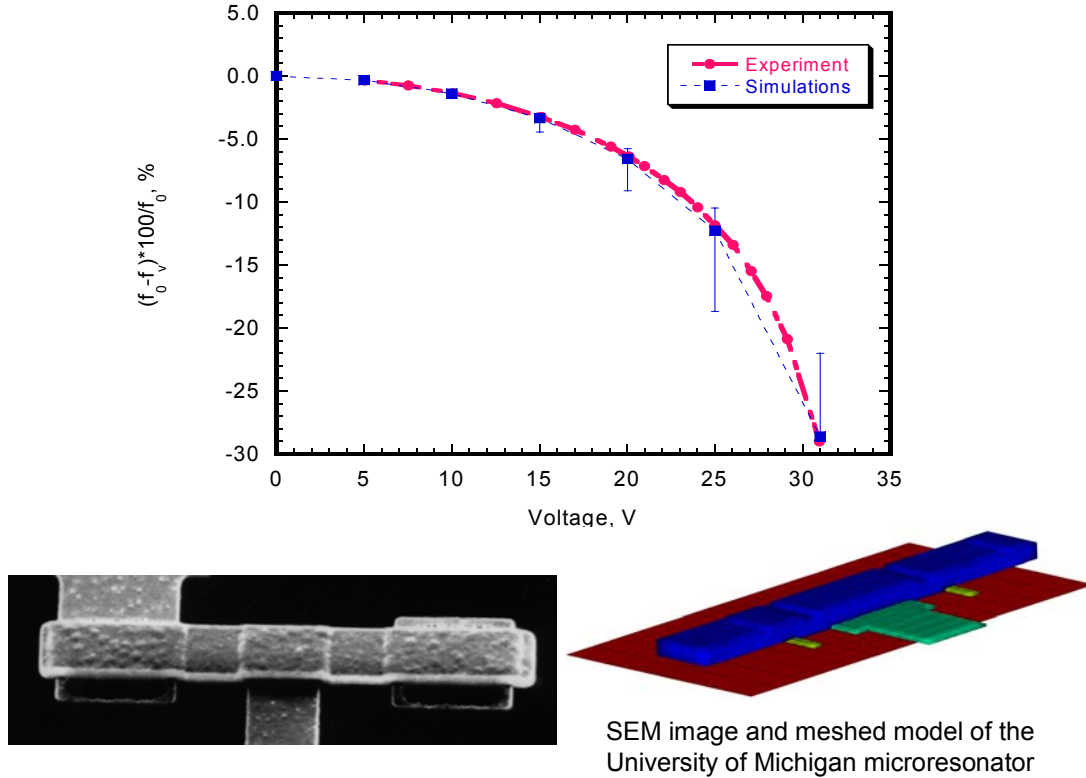 5.0
0.0
-5.0
-10
-15
-20
-25
-30
(f0-fv)*100/f0, %
Experiment
Simulations
0 5 10 15 20 25 30 35
Voltage, V
SEM image and meshed model of the
University of Michigan microresonator